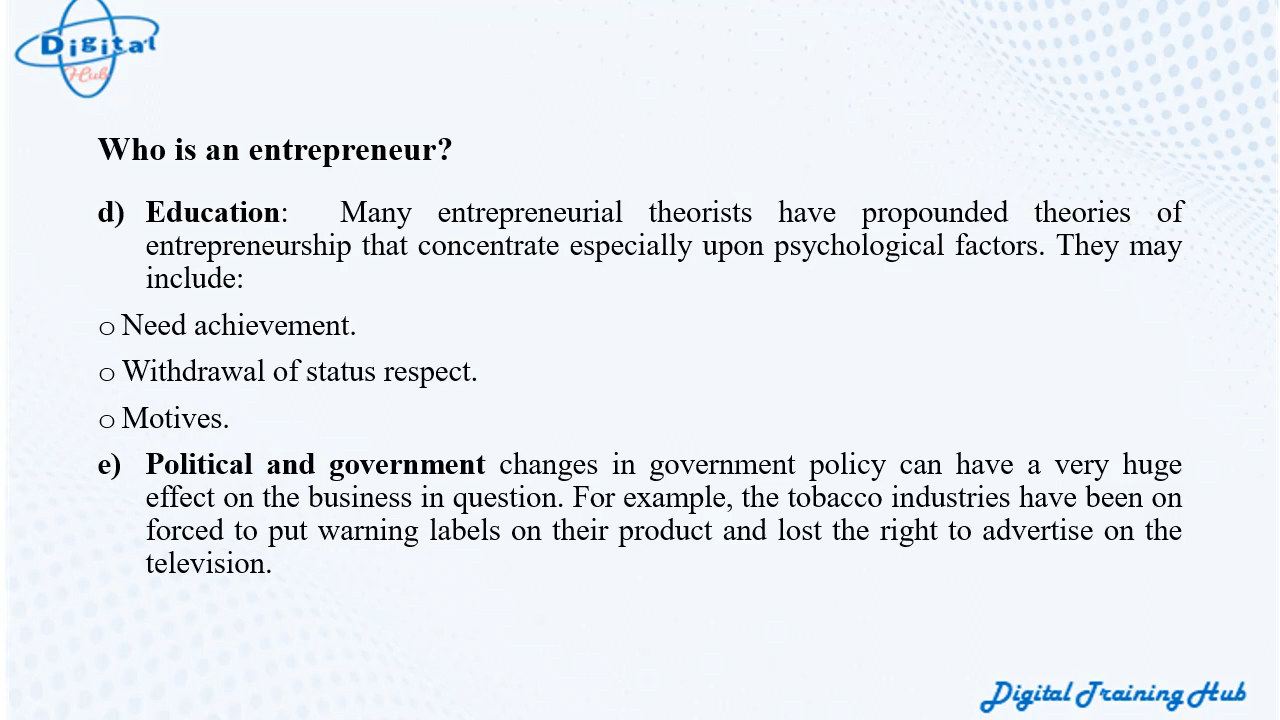 Digital
Hub
Who is an entrepreneur?
d) Education: Many entrepreneurial theorists have propounded theories of
entrepreneurship that concentrate especially upon psychological factors. They may
include:
o Need achievement.
o Withdrawal of status respect.
o Motives.
e) Political and government changes in government policy can have a very huge
effect on the business in question. For example, the tobacco industries have been on
forced to put warning labels on their product and lost the right to advertise on the
television.
Digital Training Hub